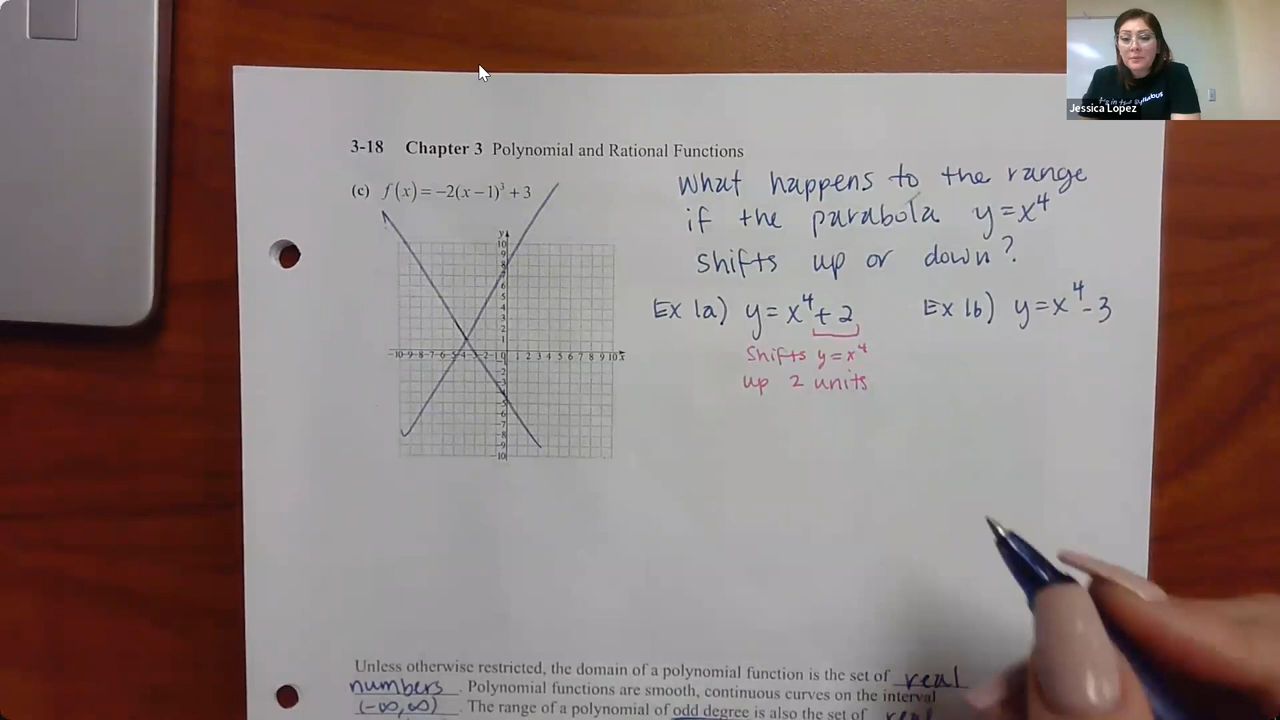 Jessica Lopez
3-18 Chapter 3 Polynomial and Rational Functions
(c) f(x) = −2(x − 1)³ + 3
What happens to the range
if the parabola y=x⁴
shifts up or down?
Ex 1a) y=x⁴+2
Ex 1b) y=x⁴-3
Shifts y=x⁴
up 2 units
Unless otherwise restricted, the domain of a polynomial function is the set of real
numbers. Polynomial functions are smooth, continuous curves on the interval
(-∞,∞). The range of a polynomial of odd degree is also the set of real